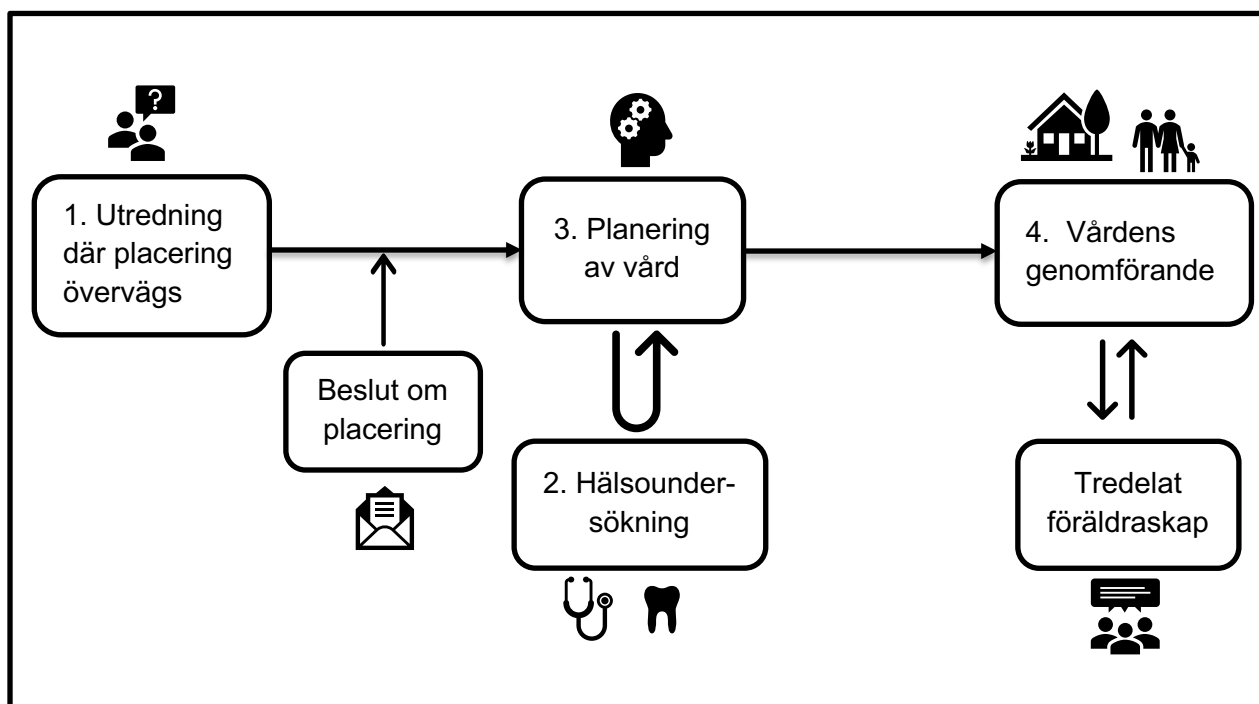 ?
1. Utredning
där placering
övervägs
Beslut om
placering
3. Planering
av vård
2. Hälsounder-
sökning
4. Vårdens
genomförande
Tredelat
föräldraskap